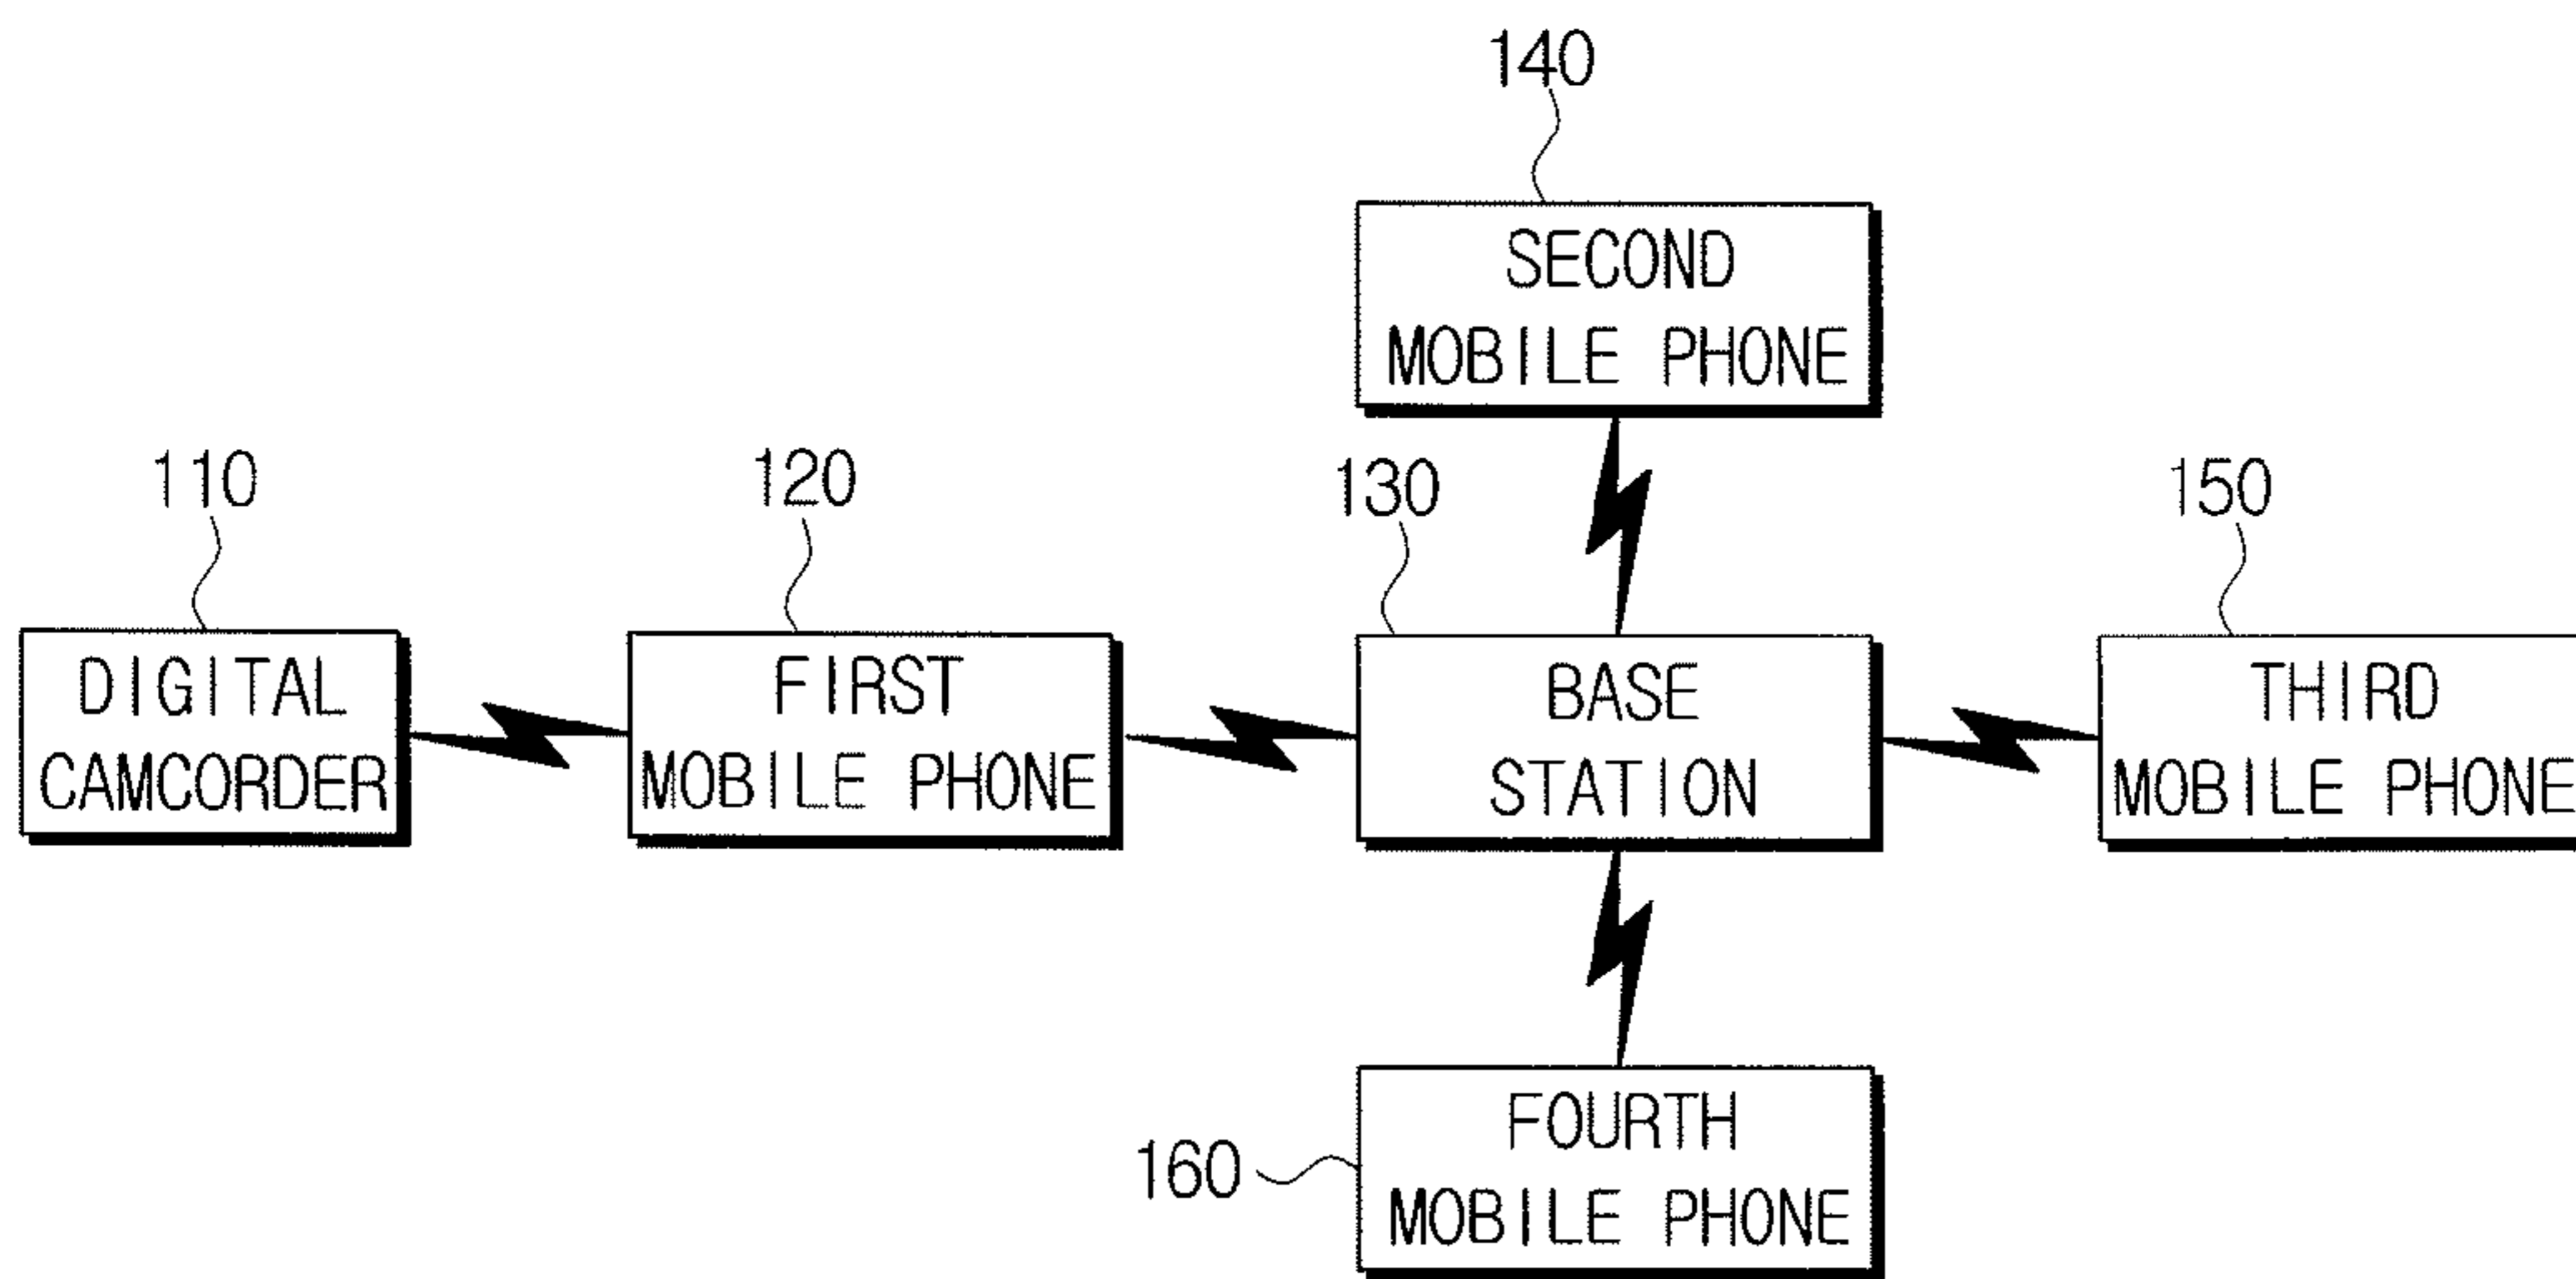 140
SECOND
MOBILE PHONE
110
120
130
150
DIGITAL
CAMCORDER
FIRST
MOBILE PHONE
BASE
STATION
THIRD
MOBILE PHONE
160
FOURTH
MOBILE PHONE